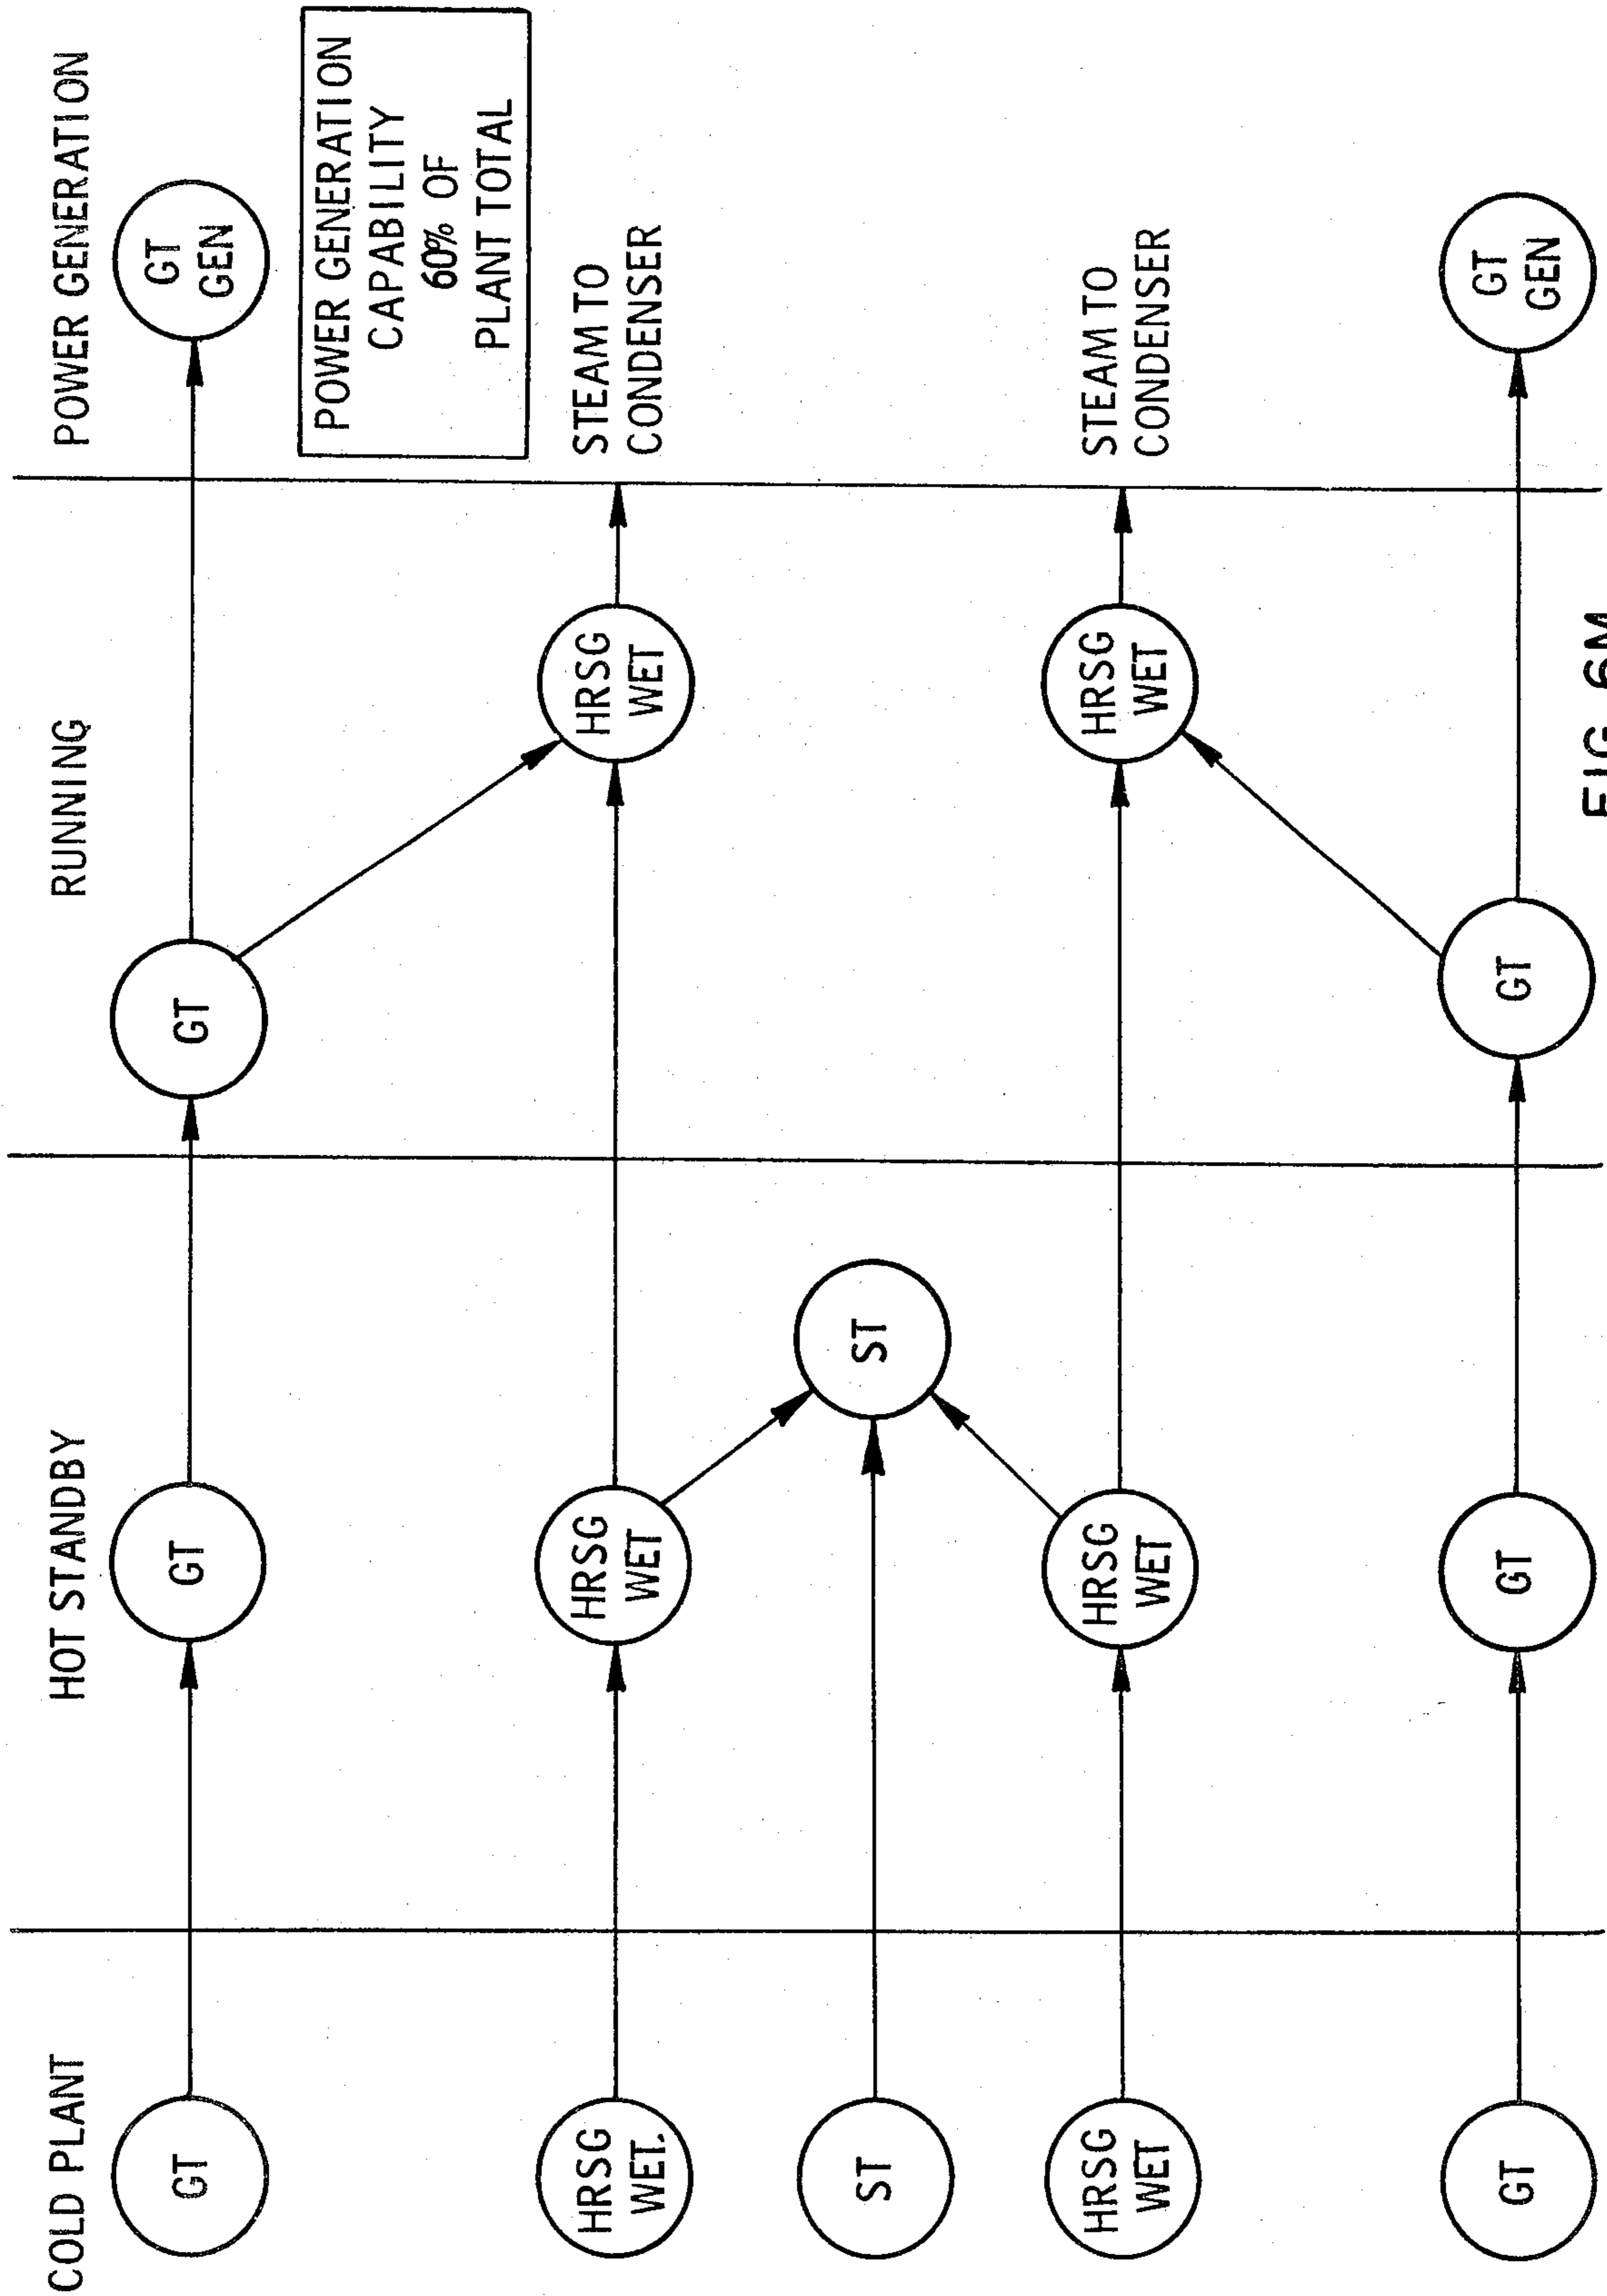 COLD PLANT
HOT STANDBY
RUNNING
POWER GENERATION
GT
GT
GT
GT
GEN
POWER GENERATION
CAPABILITY
60% OF
PLANT TOTAL
HRSG
WET.
HRSG
WET
HRSG
WET
STEAM TO
CONDENSER
ST
ST
HRSG
WET
HRSG
WET
HRSG
WET
STEAM TO
CONDENSER
GT
GT
GT
GT
GEN
FIG 6M